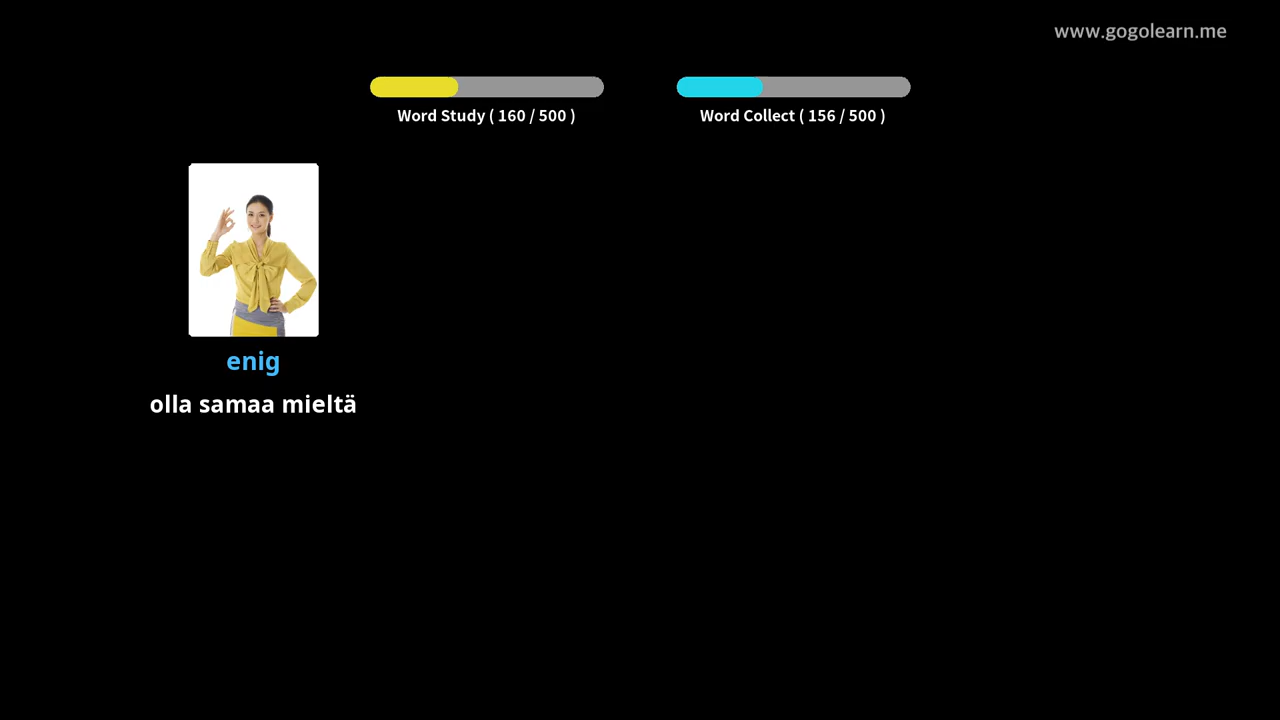 www.gogolearn.me
Word Study ( 160 / 500 )
Word Collect ( 156 / 500 )
enig
olla samaa mieltä